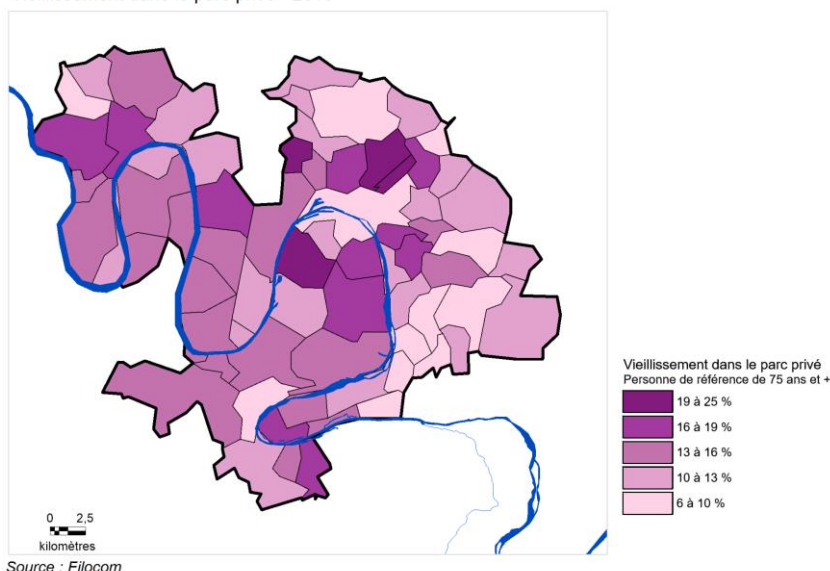 Vieillissement dans le parc privé
Personne de référence de 75 ans et +
19 à 25 %
16 à 19 %
13 à 16 %
10 à 13 %
6 à 10 %
0 2,5
kilomètres
Source : Filocom